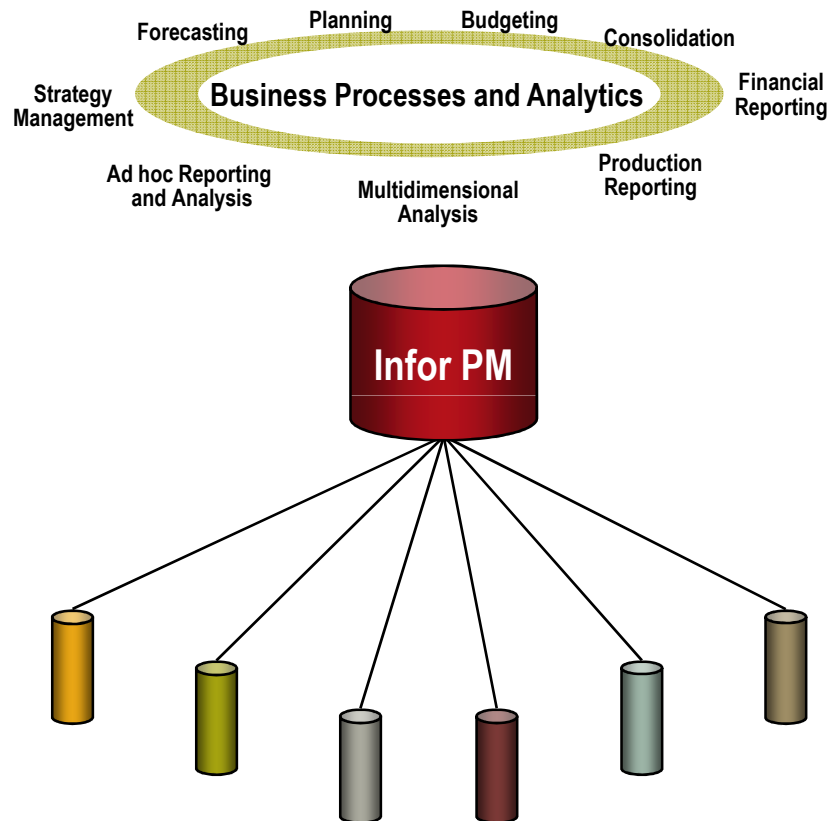 Forecasting
Planning
Budgeting
Consolidation
Strategy
Management
Business Processes and Analytics
Financial
Reporting
Ad hoc Reporting
and Analysis
Multidimensional
Analysis
Production
Reporting
Infor PM